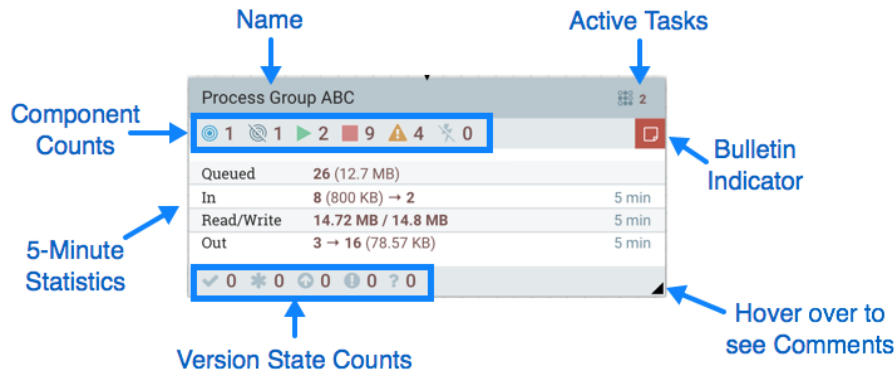 Name
Active Tasks
Process Group ABC
2
Component
Counts
1 1 2 9 4 0
Bulletin
Indicator
Queued 26 (12.7 MB)
In 8 (800 KB) → 2 5 min
Read/Write 14.72 MB / 14.8 MB 5 min
Out 3 → 16 (78.57 KB) 5 min
5-Minute
Statistics
0 0 0 0 ? 0
Hover over to
see Comments
Version State Counts